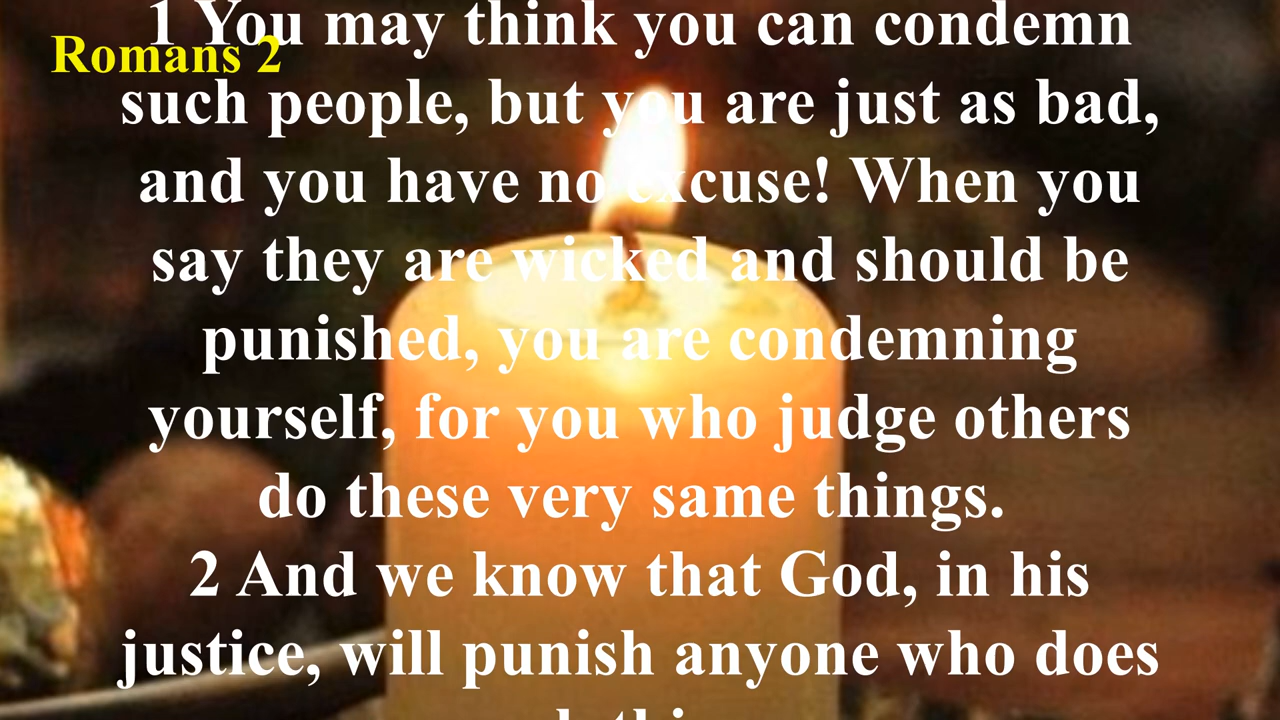 1 You may think you can condemn
Romans 2
such people, but you are just as bad,
and you have no excuse! When you
say they are wicked and should be
punished, you are condemning
yourself, for you who judge others
do these very same things.
2 And we know that God, in his
justice, will punish anyone who does